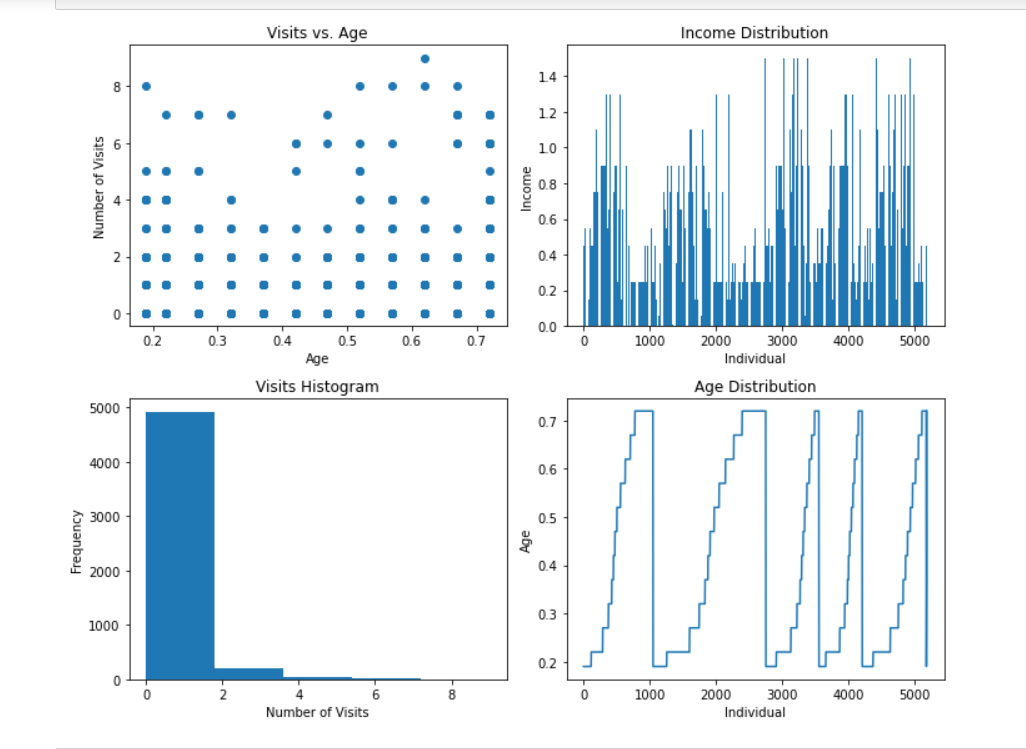 Visits vs. Age
8
6
4
2
0
Number of Visits
0.2 0.3 0.4 0.5 0.6 0.7
Age
Income Distribution
1.4
1.2
1.0
0.8
0.6
0.4
0.2
0.0
Income
0 1000 2000 3000 4000 5000
Individual
Visits Histogram
5000
4000
3000
2000
1000
0
Frequency
0 2 4 6 8
Number of Visits
Age Distribution
0.7
0.6
0.5
0.4
0.3
0.2
Age
0 1000 2000 3000 4000 5000
Individual